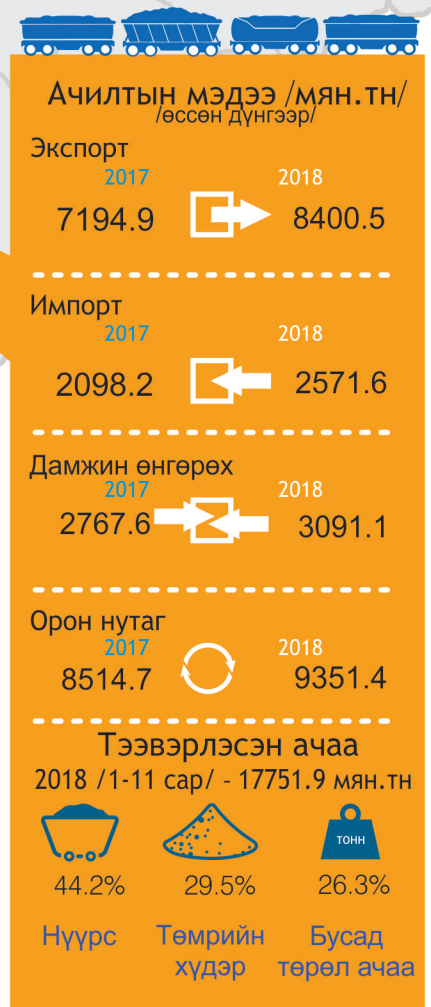 Ачилтын мэдээ /мян.тн/
/өссөн дүнгээр/
Экспорт
2017 2018
7194.9 8400.5
Импорт
2017 2018
2098.2 2571.6
Дамжин өнгөрөх
2017 2018
2767.6 3091.1
Орон нутаг
2017 2018
8514.7 9351.4
Тээвэрлэсэн ачаа
2018 /1-11 сар/ - 17751.9 мян.тн
тонн
44.2% 29.5% 26.3%
Нүүрс Төмрийн Бусад
хүдэр төрөл ачаа